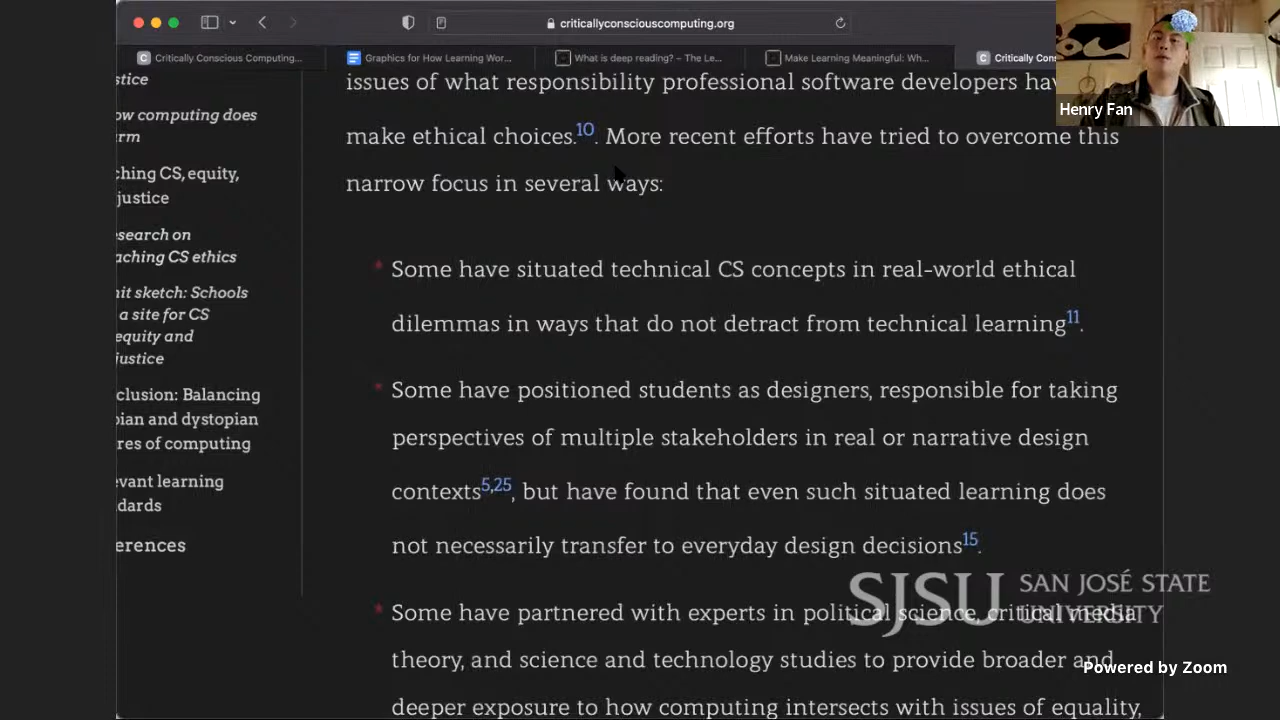 criticallyconsciouscomputing.org
Critically Conscious Computing...
Graphics for How Learning Wor...
What is deep reading? – The Le...
Make Learning Meaningful: Wh...
Critically Cons
Henry Fan
stice
ow computing does
rm
ching CS, equity,
justice
search on
aching CS ethics
nit sketch: Schools
a site for CS
equity and
justice
clusion: Balancing
pian and dystopian
res of computing
evant learning
dards
erences
issues of what responsibility professional software developers hav
make ethical choices.10. More recent efforts have tried to overcome this
narrow focus in several ways:
* Some have situated technical CS concepts in real-world ethical
dilemmas in ways that do not detract from technical learning11.
* Some have positioned students as designers, responsible for taking
perspectives of multiple stakeholders in real or narrative design
contexts5,25, but have found that even such situated learning does
not necessarily transfer to everyday design decisions15.
* Some have partnered with experts in political science, critical media
theory, and science and technology studies to provide broader and
deeper exposure to how computing intersects with issues of equality,
SJSU SAN JOSÉ STATE
UNIVERSITY
Powered by Zoom